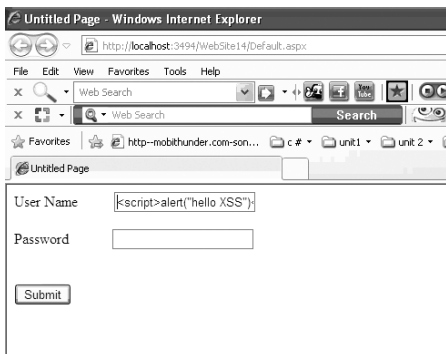 Untitled Page - Windows Internet Explorer
http://localhost:3494/WebSite14/Default.aspx
File Edit View Favorites Tools Help
x Web Search
You Tube
x Web Search Search
Favorites http--mobithunder.com-son... c # unit1 unit 2
Untitled Page
User Name <script>alert("hello XSS")<
Password
Submit